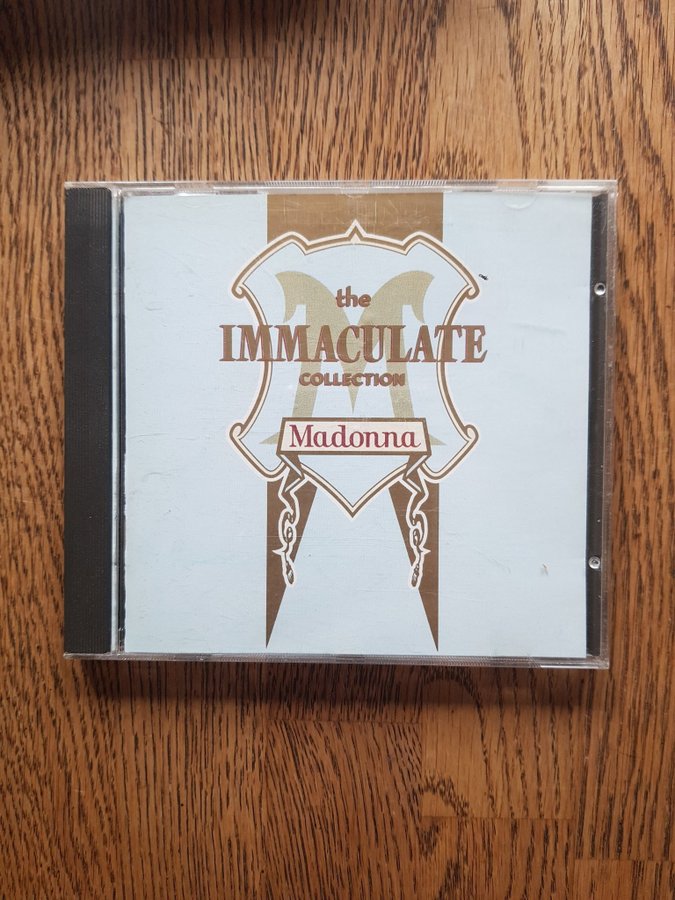 the
IMMACULATE
COLLECTION
M
Madonna